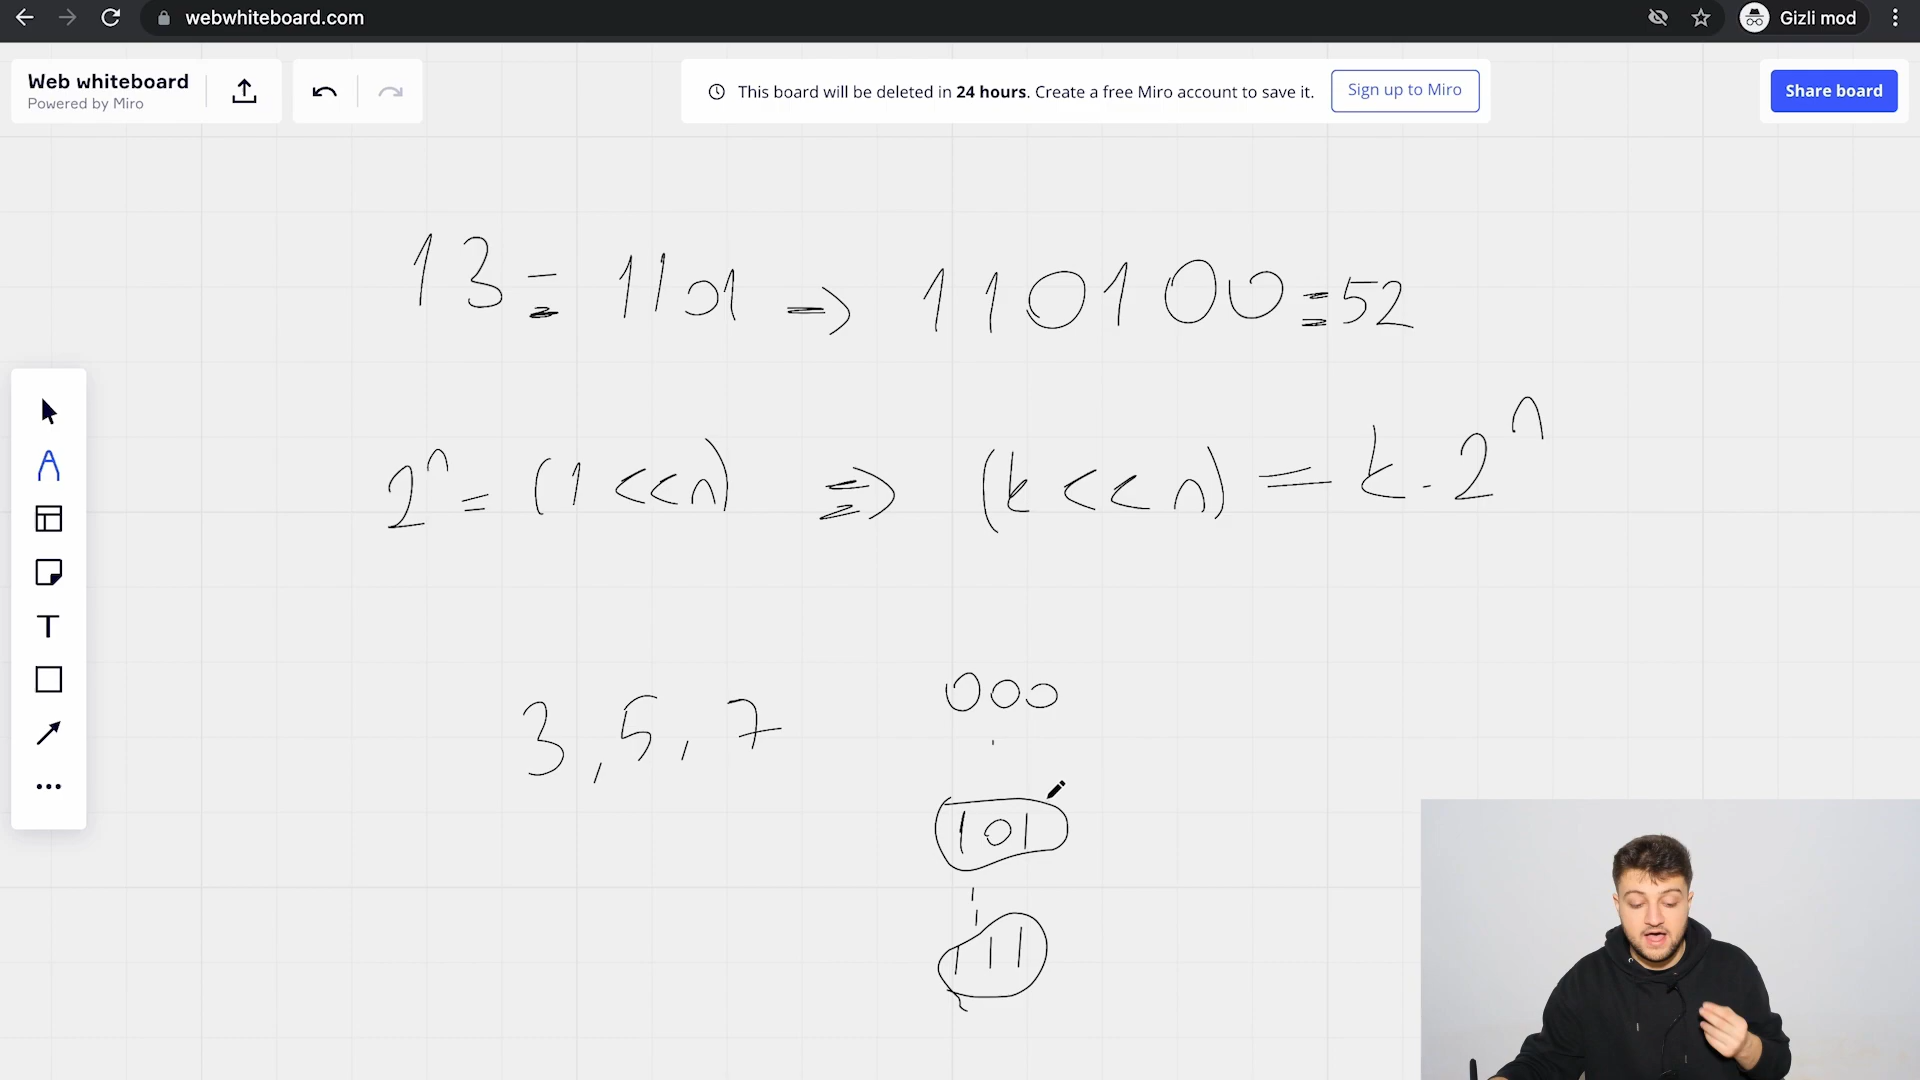 webwhiteboard.com
Gizli mod
Web whiteboard
Powered by Miro
This board will be deleted in 24 hours. Create a free Miro account to save it.
Sign up to Miro
Share board
13 = 1101 => 110100 = 52
2^n = (1 << n) => (k << n) = k . 2^n
T
000
3, 5, 7
101
111